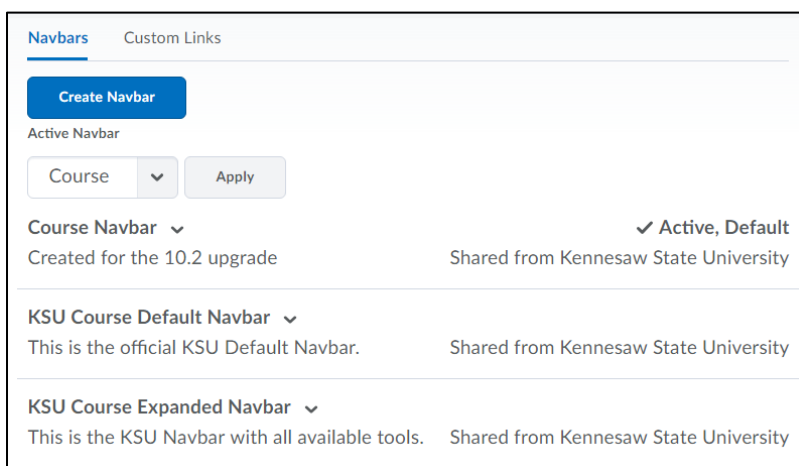 Navbars Custom Links
Create Navbar
Active Navbar
Course Apply
Course Navbar Active, Default
Created for the 10.2 upgrade Shared from Kennesaw State University
KSU Course Default Navbar
This is the official KSU Default Navbar. Shared from Kennesaw State University
KSU Course Expanded Navbar
This is the KSU Navbar with all available tools. Shared from Kennesaw State University